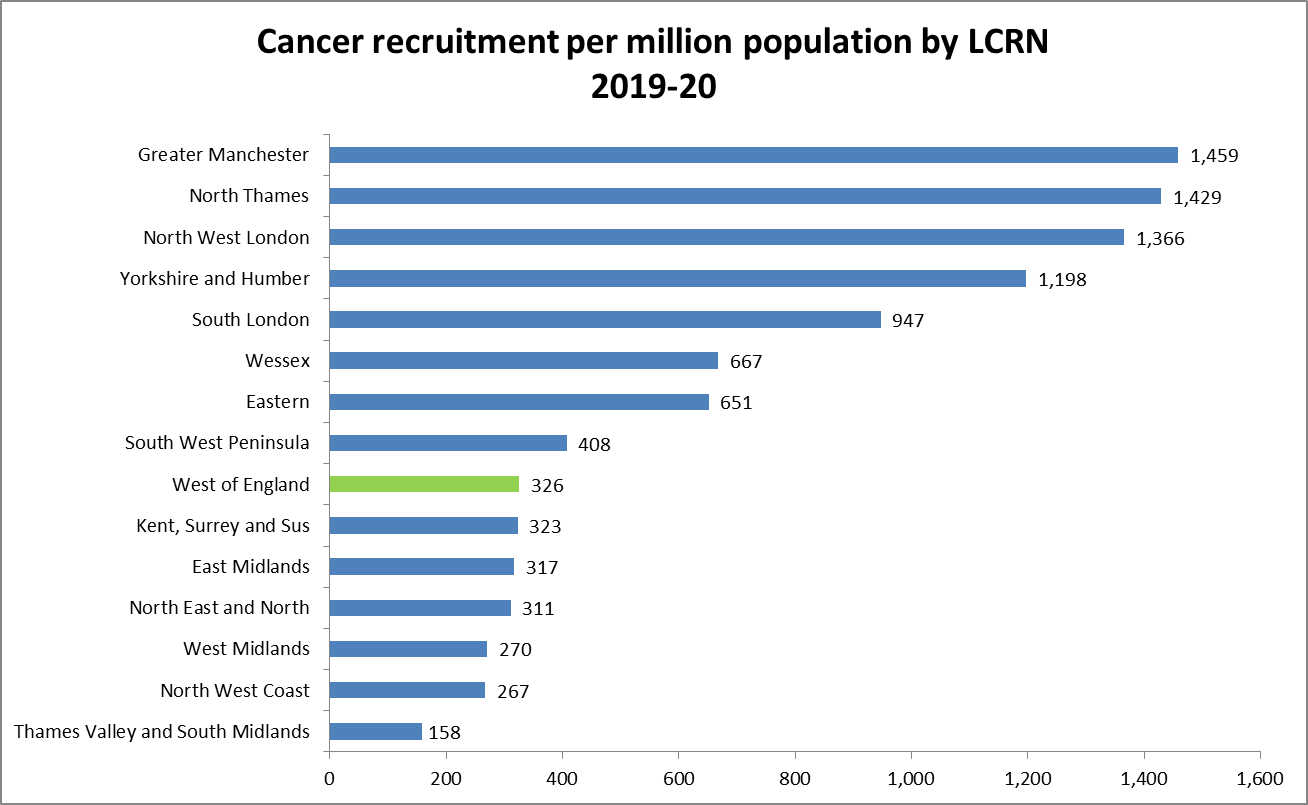 Cancer recruitment per million population by LCRN
2019-20
Greater Manchester 1,459
North Thames 1,429
North West London 1,366
Yorkshire and Humber 1,198
South London 947
Wessex 667
Eastern 651
South West Peninsula 408
West of England 326
Kent, Surrey and Sus 323
East Midlands 317
North East and North 311
West Midlands 270
North West Coast 267
Thames Valley and South Midlands 158
0 200 400 600 800 1,000 1,200 1,400 1,600